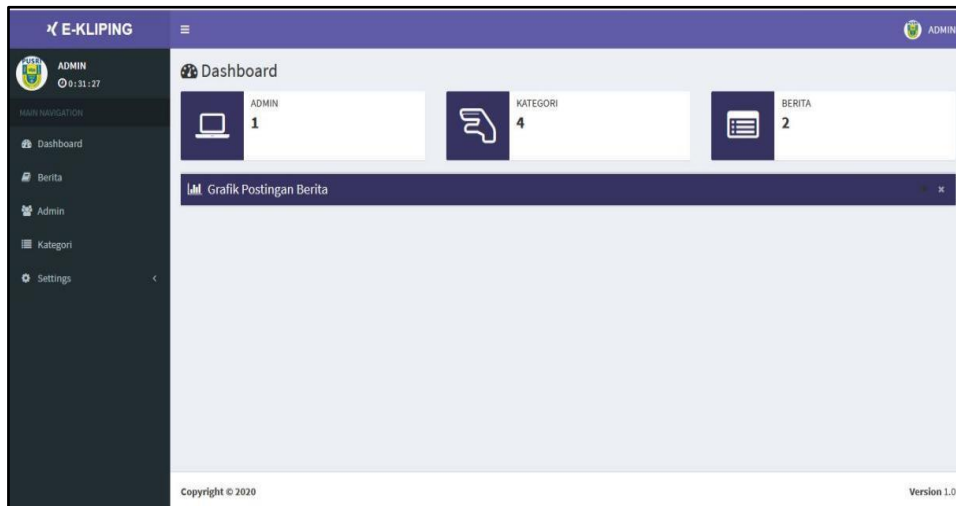 E-KLIPING
ADMIN
PUSRI
ADMIN
0:31:27
MAIN NAVIGATION
Dashboard
Berita
Admin
Kategori
Settings
Dashboard
ADMIN
1
KATEGORI
4
BERITA
2
Grafik Postingan Berita
Copyright © 2020
Version 1.0